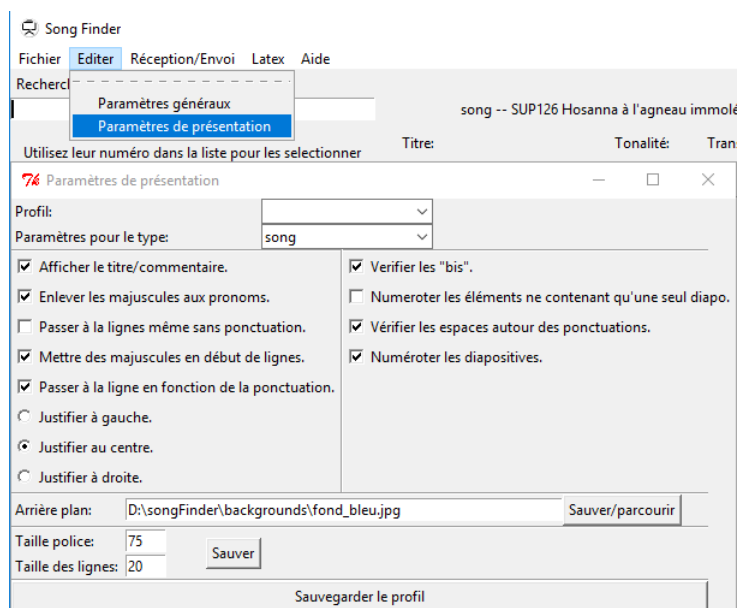 Song Finder
Fichier Editer Réception/Envoi Latex Aide
Recherc
Paramètres généraux
song -- SUP126 Hosanna à l'agneau immolé
Paramètres de présentation
Titre: Tonalité: Trans
Utilisez leur numéro dans la liste pour les selectionner
Paramètres de présentation
Profil:
Paramètres pour le type: song
Afficher le titre/commentaire. Verifier les "bis".
Enlever les majuscules aux pronoms. Numeroter les éléments ne contenant qu'une seul diapo.
Passer à la lignes même sans ponctuation. Vérifier les espaces autour des ponctuations.
Mettre des majuscules en début de lignes. Numéroter les diapositives.
Passer à la ligne en fonction de la ponctuation.
Justifier à gauche.
Justifier au centre.
Justifier à droite.
Arrière plan: D:\songFinder\backgrounds\fond_bleu.jpg Sauver/parcourir
Taille police: 75
Sauver
Taille des lignes: 20
Sauvegarder le profil